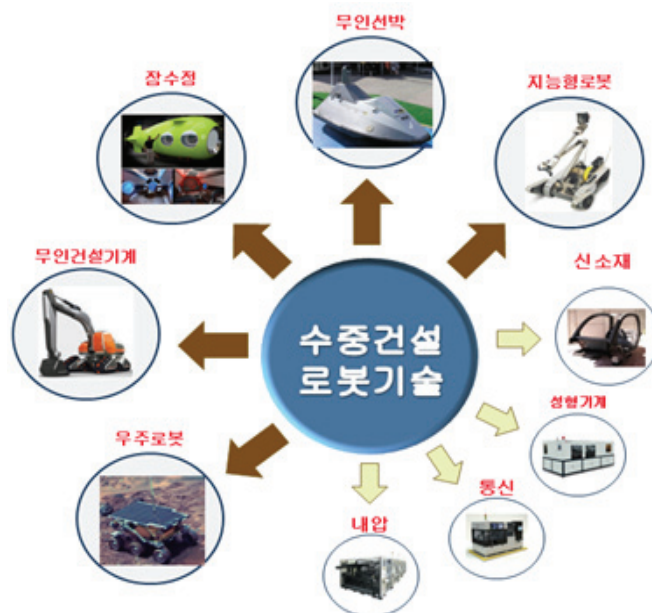 무인선박
잠수정
지능형로봇
무인건설기계
신소재
수중건설
로봇기술
성형기계
우주로봇
통신
내압